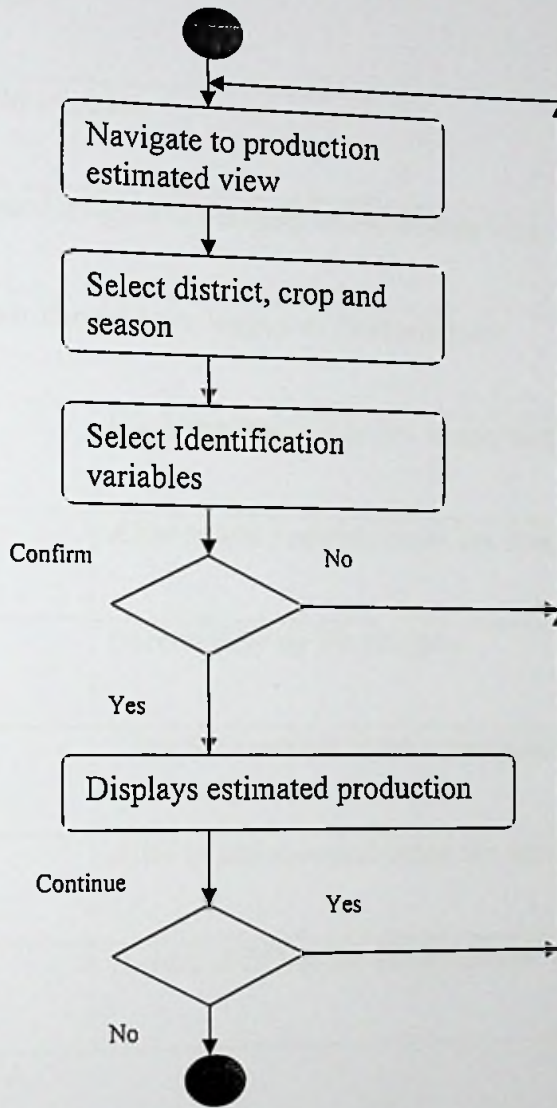 Navigate to production
estimated view
Select district, crop and
season
Select Identification
variables
Confirm
No
Yes
Displays estimated production
Continue
Yes
No